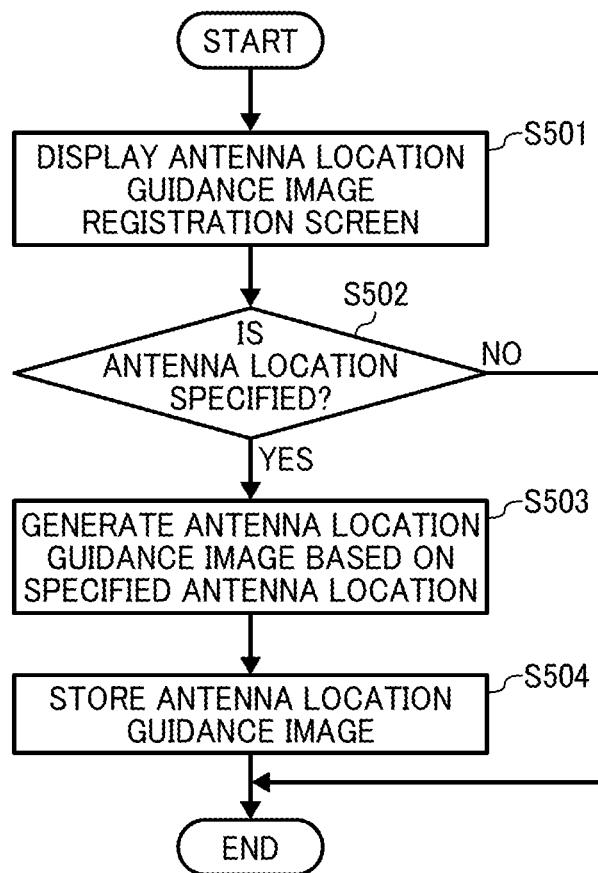 START
S501
DISPLAY ANTENNA LOCATION
GUIDANCE IMAGE
REGISTRATION SCREEN
S502
IS
ANTENNA LOCATION
SPECIFIED?
NO
YES
S503
GENERATE ANTENNA LOCATION
GUIDANCE IMAGE BASED ON
SPECIFIED ANTENNA LOCATION
S504
STORE ANTENNA LOCATION
GUIDANCE IMAGE
END